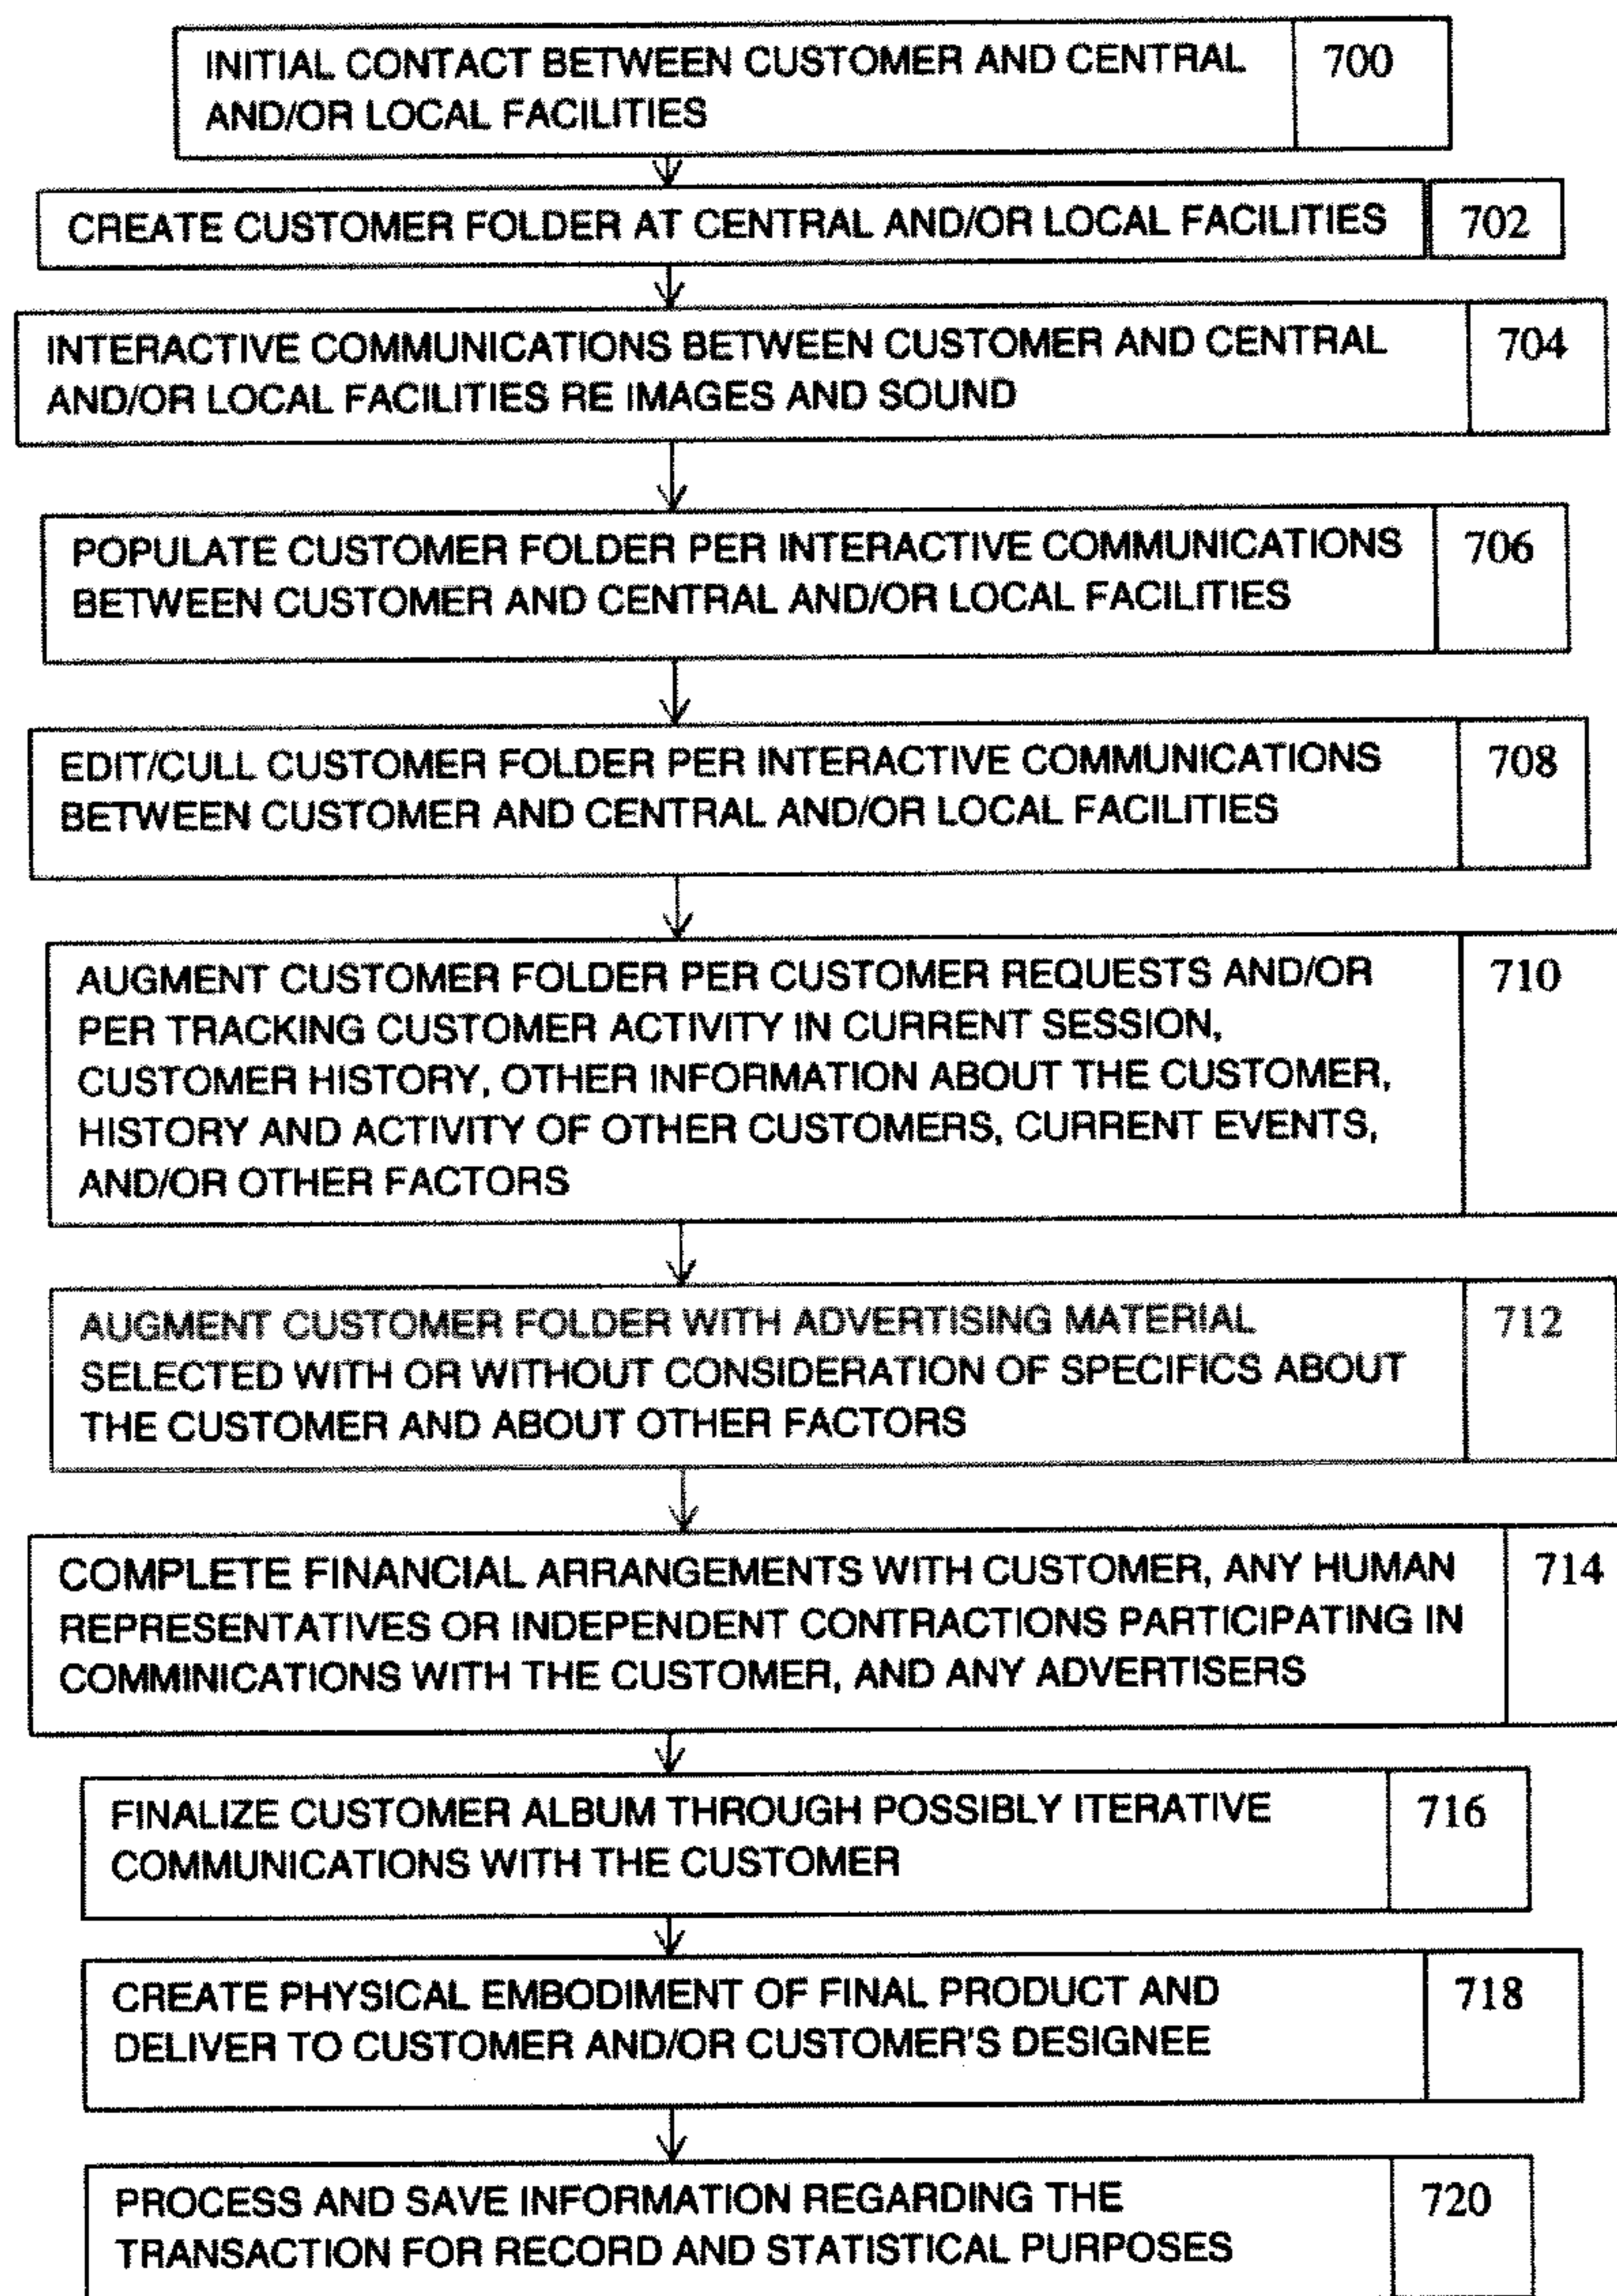 INITIAL CONTACT BETWEEN CUSTOMER AND CENTRAL 700
AND/OR LOCAL FACILITIES
CREATE CUSTOMER FOLDER AT CENTRAL AND/OR LOCAL FACILITIES 702
INTERACTIVE COMMUNICATIONS BETWEEN CUSTOMER AND CENTRAL 704
AND/OR LOCAL FACILITIES RE IMAGES AND SOUND
POPULATE CUSTOMER FOLDER PER INTERACTIVE COMMUNICATIONS 706
BETWEEN CUSTOMER AND CENTRAL AND/OR LOCAL FACILITIES
EDIT/CULL CUSTOMER FOLDER PER INTERACTIVE COMMUNICATIONS 708
BETWEEN CUSTOMER AND CENTRAL AND/OR LOCAL FACILITIES
AUGMENT CUSTOMER FOLDER PER CUSTOMER REQUESTS AND/OR 710
PER TRACKING CUSTOMER ACTIVITY IN CURRENT SESSION,
CUSTOMER HISTORY, OTHER INFORMATION ABOUT THE CUSTOMER,
HISTORY AND ACTIVITY OF OTHER CUSTOMERS, CURRENT EVENTS,
AND/OR OTHER FACTORS
AUGMENT CUSTOMER FOLDER WITH ADVERTISING MATERIAL 712
SELECTED WITH OR WITHOUT CONSIDERATION OF SPECIFICS ABOUT
THE CUSTOMER AND ABOUT OTHER FACTORS
COMPLETE FINANCIAL ARRANGEMENTS WITH CUSTOMER, ANY HUMAN 714
REPRESENTATIVES OR INDEPENDENT CONTRACTIONS PARTICIPATING IN
COMMINICATIONS WITH THE CUSTOMER, AND ANY ADVERTISERS
FINALIZE CUSTOMER ALBUM THROUGH POSSIBLY ITERATIVE 716
COMMUNICATIONS WITH THE CUSTOMER
CREATE PHYSICAL EMBODIMENT OF FINAL PRODUCT AND 718
DELIVER TO CUSTOMER AND/OR CUSTOMER'S DESIGNEE
PROCESS AND SAVE INFORMATION REGARDING THE 720
TRANSACTION FOR RECORD AND STATISTICAL PURPOSES